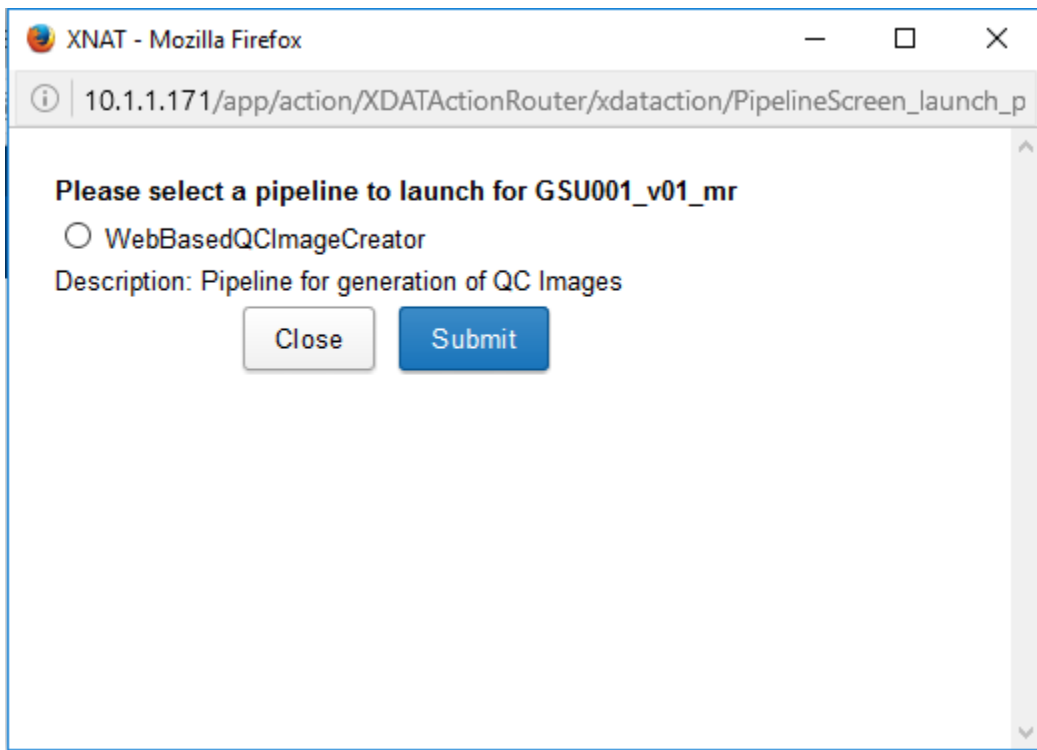 XNAT - Mozilla Firefox
10.1.1.171/app/action/XDATActionRouter/xdataction/PipelineScreen_launch_p
Please select a pipeline to launch for GSU001_v01_mr
WebBasedQCImageCreator
Description: Pipeline for generation of QC Images
Close Submit